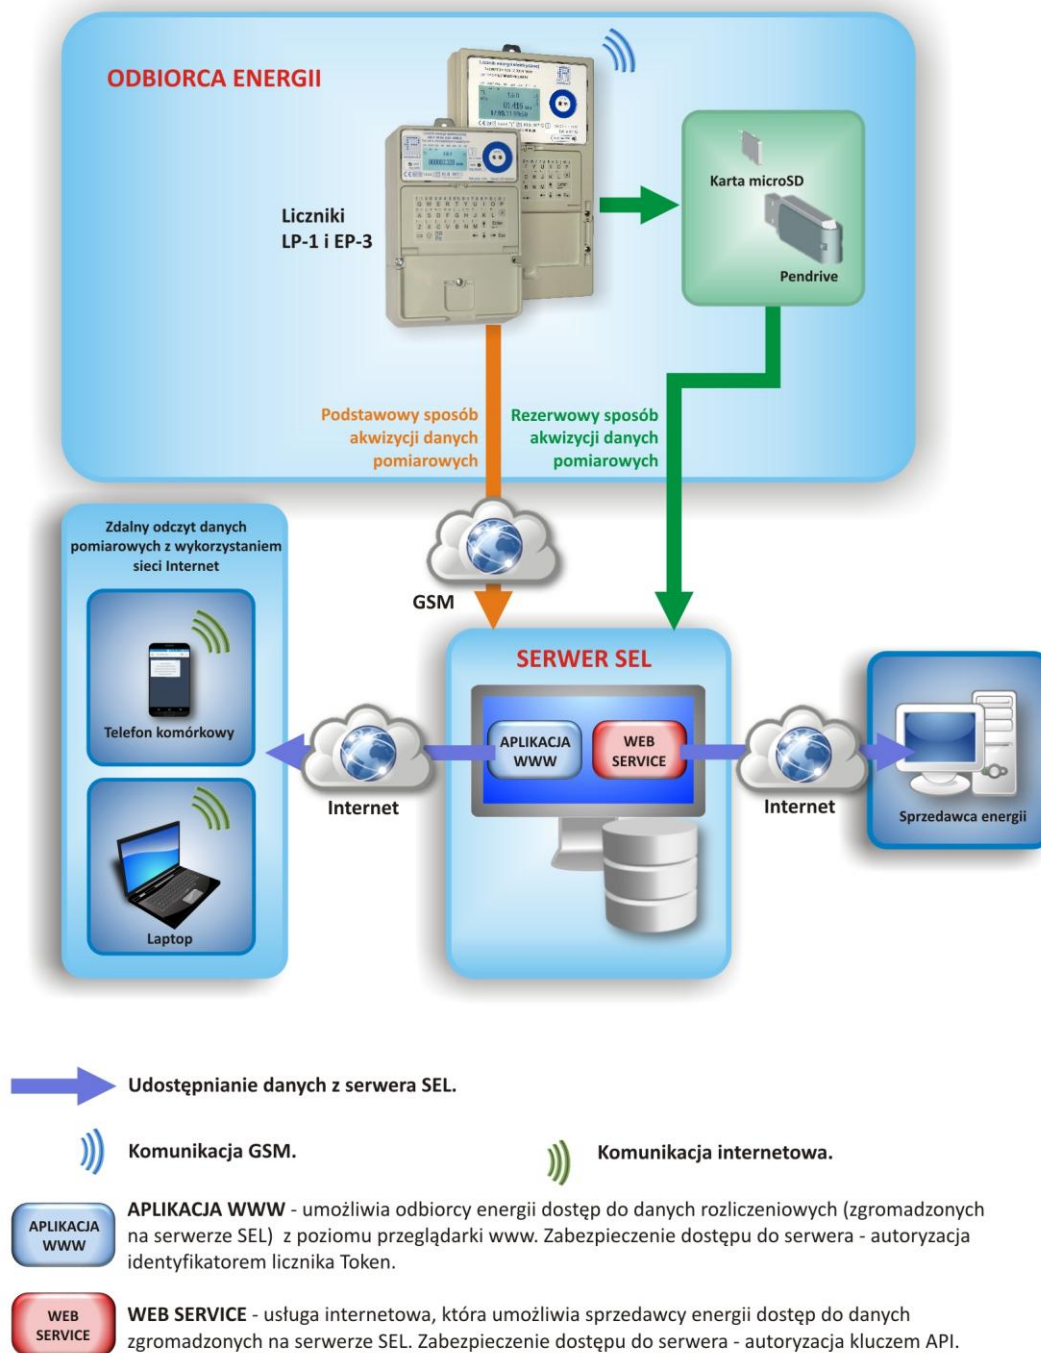 ODBIORCA ENERGII
Liczniki
LP-1 i EP-3
Karta microSD
Pendrive
Podstawowy sposób
akwizycji danych
pomiarowych
Rezerwowy sposób
akwizycji danych
pomiarowych
Zdalny odczyt danych
pomiarowych z wykorzystaniem
sieci Internet
Telefon komórkowy
Laptop
GSM
SERWER SEL
APLIKACJA
WWW
WEB
SERVICE
Internet
Internet
Sprzedawca energii
Udostępnianie danych z serwera SEL.
Komunikacja GSM.
Komunikacja internetowa.
APLIKACJA
WWW
APLIKACJA WWW - umożliwia odbiorcy energii dostęp do danych rozliczeniowych (zgromadzonych
na serwerze SEL) z poziomu przeglądarki www. Zabezpieczenie dostępu do serwera - autoryzacja
identyfikatorem licznika Token.
WEB
SERVICE
WEB SERVICE - usługa internetowa, która umożliwia sprzedawcy energii dostęp do danych
zgromadzonych na serwerze SEL. Zabezpieczenie dostępu do serwera - autoryzacja kluczem API.